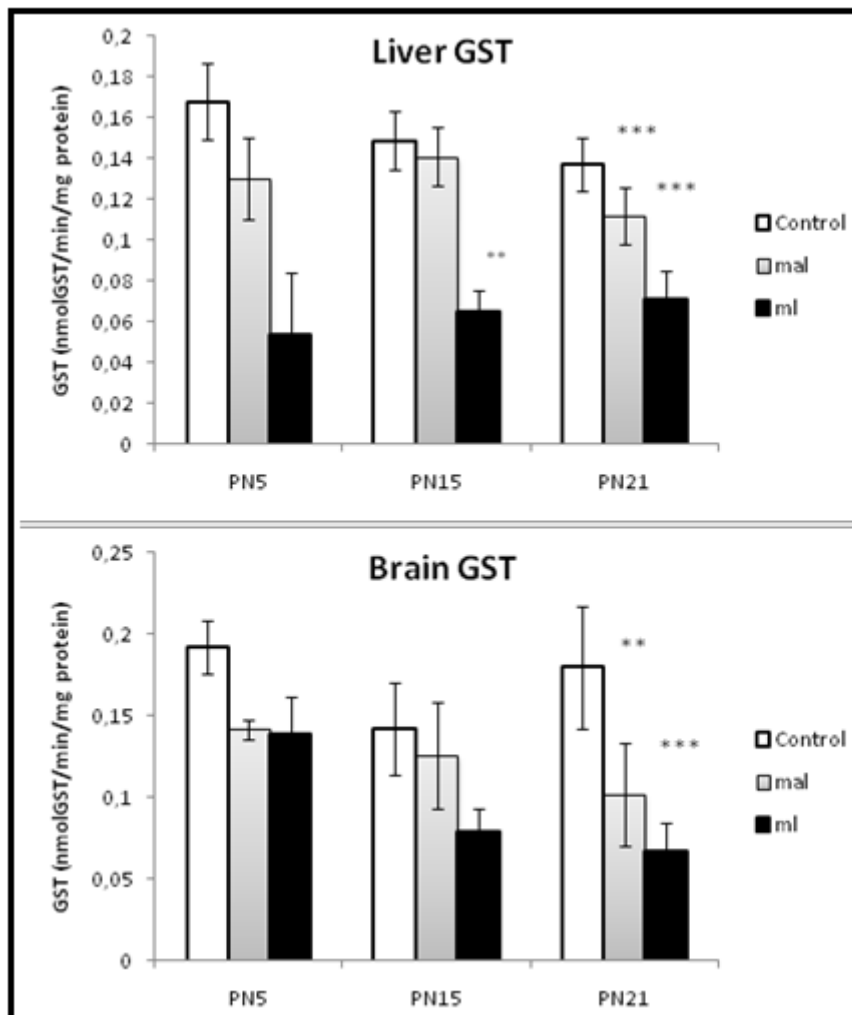 Liver GST
GST (nmolGST/min/mg protein)
0,2
0,18
0,16
0,14
0,12
0,1
0,08
0,06
0,04
0,02
0
***
***
**
Control
mal
ml
PN5 PN15 PN21
Brain GST
GST (nmolGST/min/mg protein)
0,25
0,2
0,15
0,1
0,05
0
**
***
Control
mal
ml
PN5 PN15 PN21